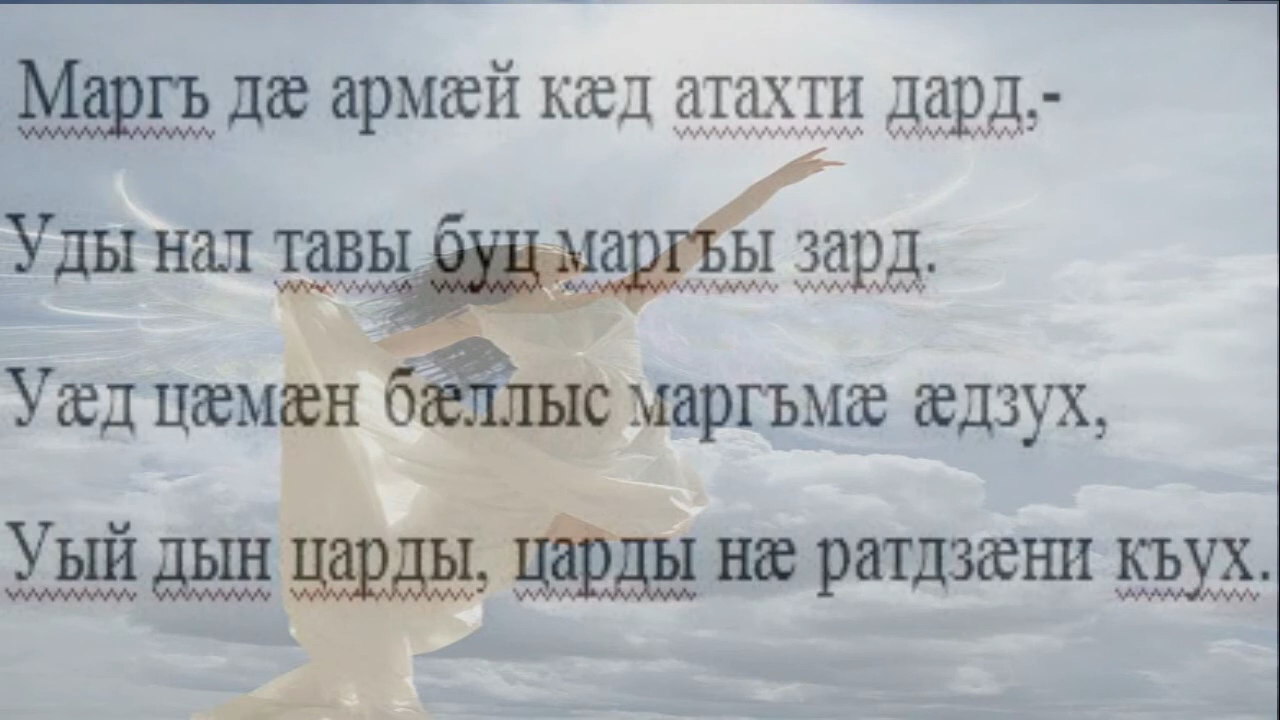 Маргъ дæ армæй кæд атахти дард,-
Уды нал тавы буц маргъы зард.
Уæд цæмæн бæллыс маргъмæ æдзух,
Уый дын царды, царды нæ ратдзæни къух.